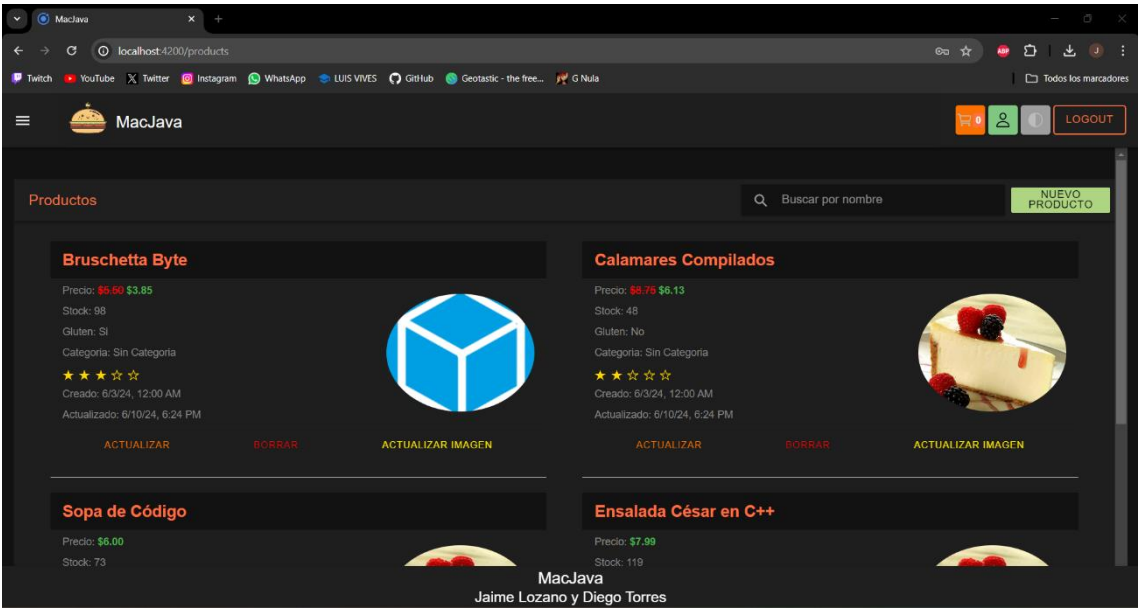 MacJava
localhost:4200/products
ABP
J
Twitch YouTube Twitter Instagram WhatsApp LUIS VIVES GitHub Geotastic - the free... G Nula Todos los marcadores
MacJava
0
LOGOUT
Productos
Buscar por nombre
NUEVO
PRODUCTO
Bruschetta Byte
Precio: $5.50 $3.85
Stock: 98
Gluten: Si
Categoria: Sin Categoria
Creado: 6/3/24, 12:00 AM
Actualizado: 6/10/24, 6:24 PM
ACTUALIZAR BORRAR ACTUALIZAR IMAGEN
Calamares Compilados
Precio: $8.75 $6.13
Stock: 48
Gluten: No
Categoria: Sin Categoria
Creado: 6/3/24, 12:00 AM
Actualizado: 6/10/24, 6:24 PM
ACTUALIZAR BORRAR ACTUALIZAR IMAGEN
Sopa de Código
Precio: $6.00
Stock: 73
Ensalada César en C++
Precio: $7.99
Stock: 119
MacJava
Jaime Lozano y Diego Torres